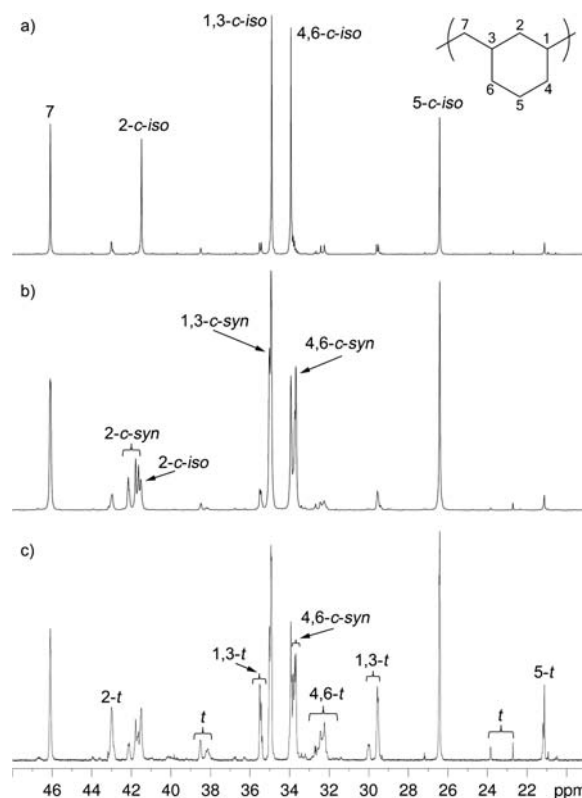 a)
1,3-c-iso
4,6-c-iso
7
2-c-iso
5-c-iso
7
3
2
1
6
5
4
b)
1,3-c-syn
4,6-c-syn
2-c-syn
2-c-iso
c)
4,6-c-syn
1,3-t
1,3-t
2-t
t
4,6-t
t
5-t
46 44 42 40 38 36 34 32 30 28 26 24 22 ppm